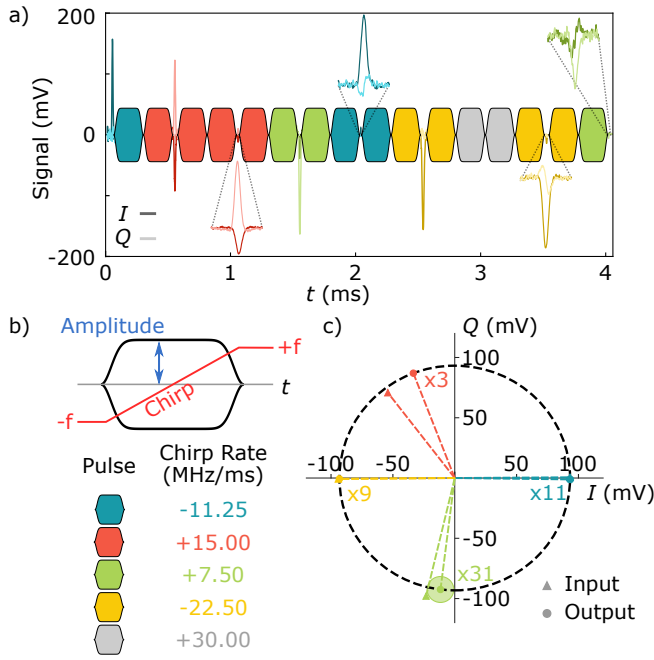 a)
200
0
-200
Signal (mV)
I
Q
0
1
2
3
4
t (ms)
b)
Amplitude
+f
t
Chirp
-f
Pulse
Chirp Rate
(MHz/ms)
-11.25
+15.00
+7.50
-22.50
+30.00
c)
Q (mV)
100
x3
50
-100
-50
50
100
x9
x11
I (mV)
-50
x31
-100
Input
Output